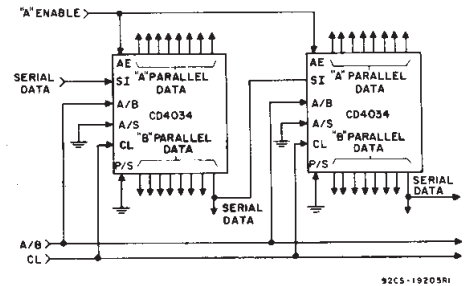 "A" ENABLE
AE
SERIAL DATA
SI
"A" PARALLEL DATA
A/B
CD4034
A/S
"B" PARALLEL DATA
CL
P/S
SERIAL DATA
AE
SI
"A" PARALLEL DATA
A/B
CD4034
A/S
"B" PARALLEL DATA
CL
P/S
SERIAL DATA
A/B
CL
92CS-19205R1